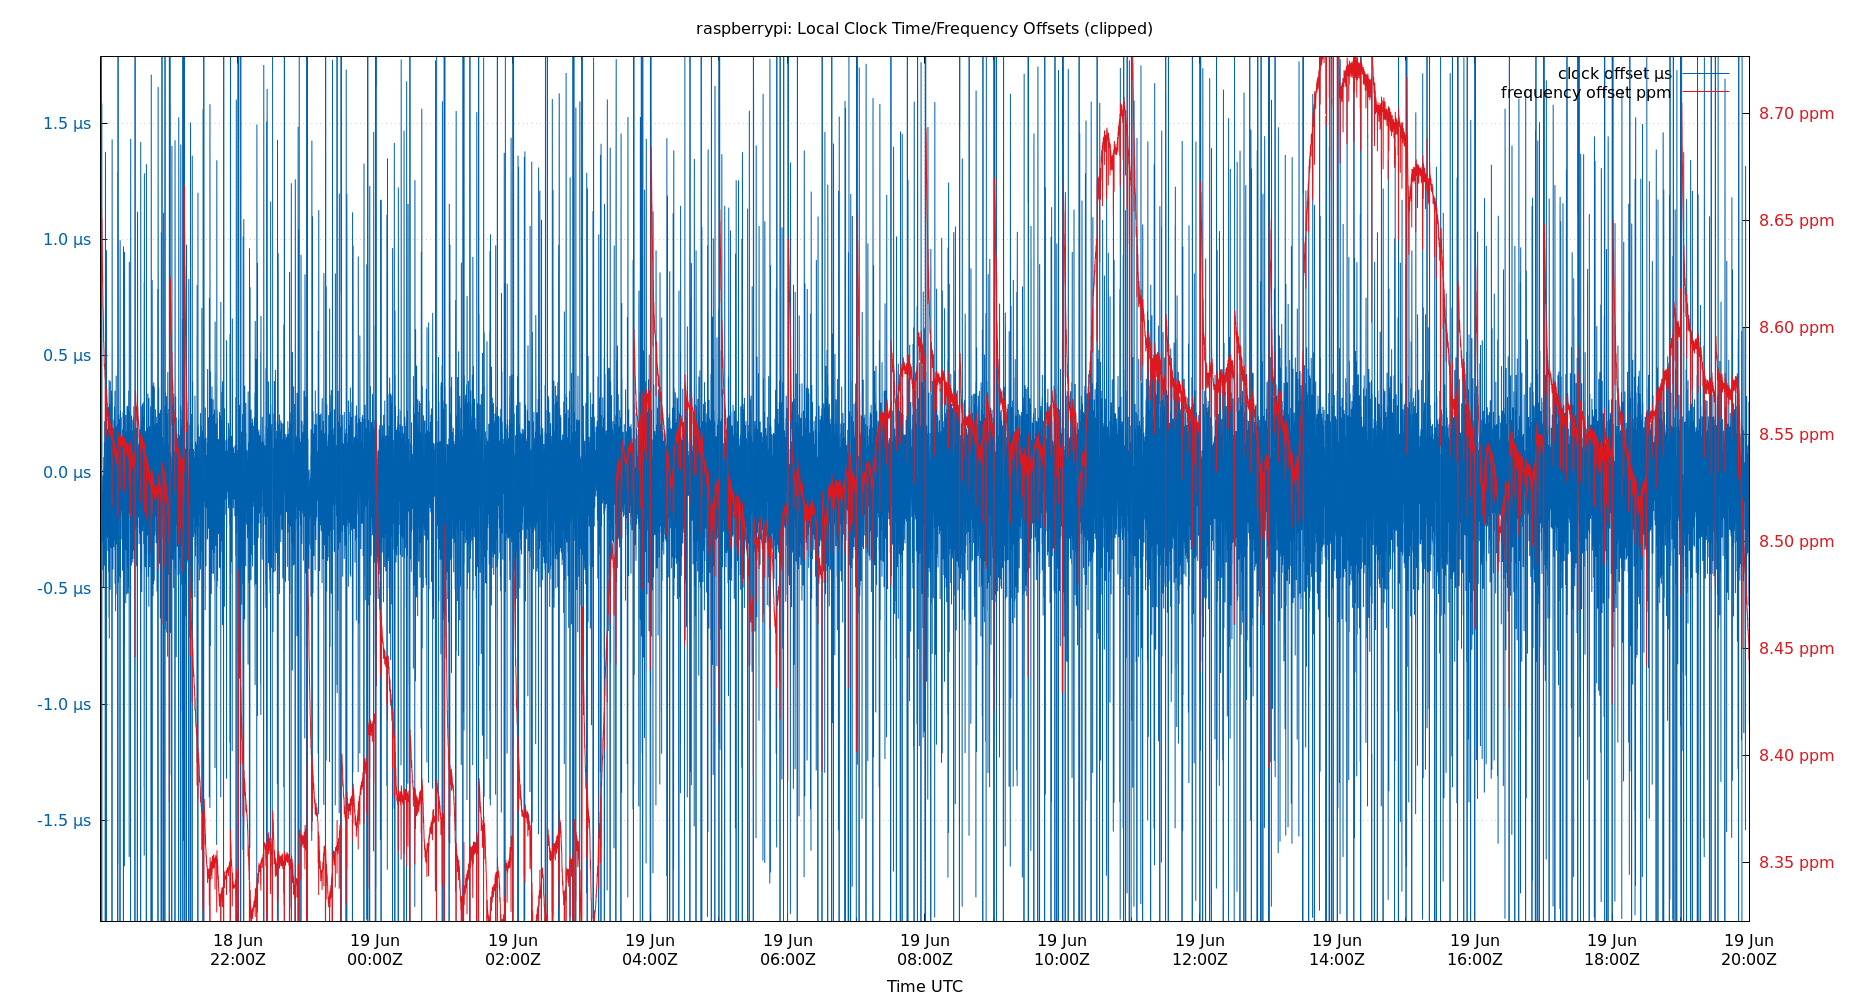 raspberrypi: Local Clock Time/Frequency Offsets (clipped)
clock offset µs
frequency offset ppm
1.5 µs
1.0 µs
0.5 µs
0.0 µs
-0.5 µs
-1.0 µs
-1.5 µs
8.70 ppm
8.65 ppm
8.60 ppm
8.55 ppm
8.50 ppm
8.45 ppm
8.40 ppm
8.35 ppm
18 Jun
22:00Z
19 Jun
00:00Z
19 Jun
02:00Z
19 Jun
04:00Z
19 Jun
06:00Z
19 Jun
08:00Z
19 Jun
10:00Z
19 Jun
12:00Z
19 Jun
14:00Z
19 Jun
16:00Z
19 Jun
18:00Z
19 Jun
20:00Z
Time UTC